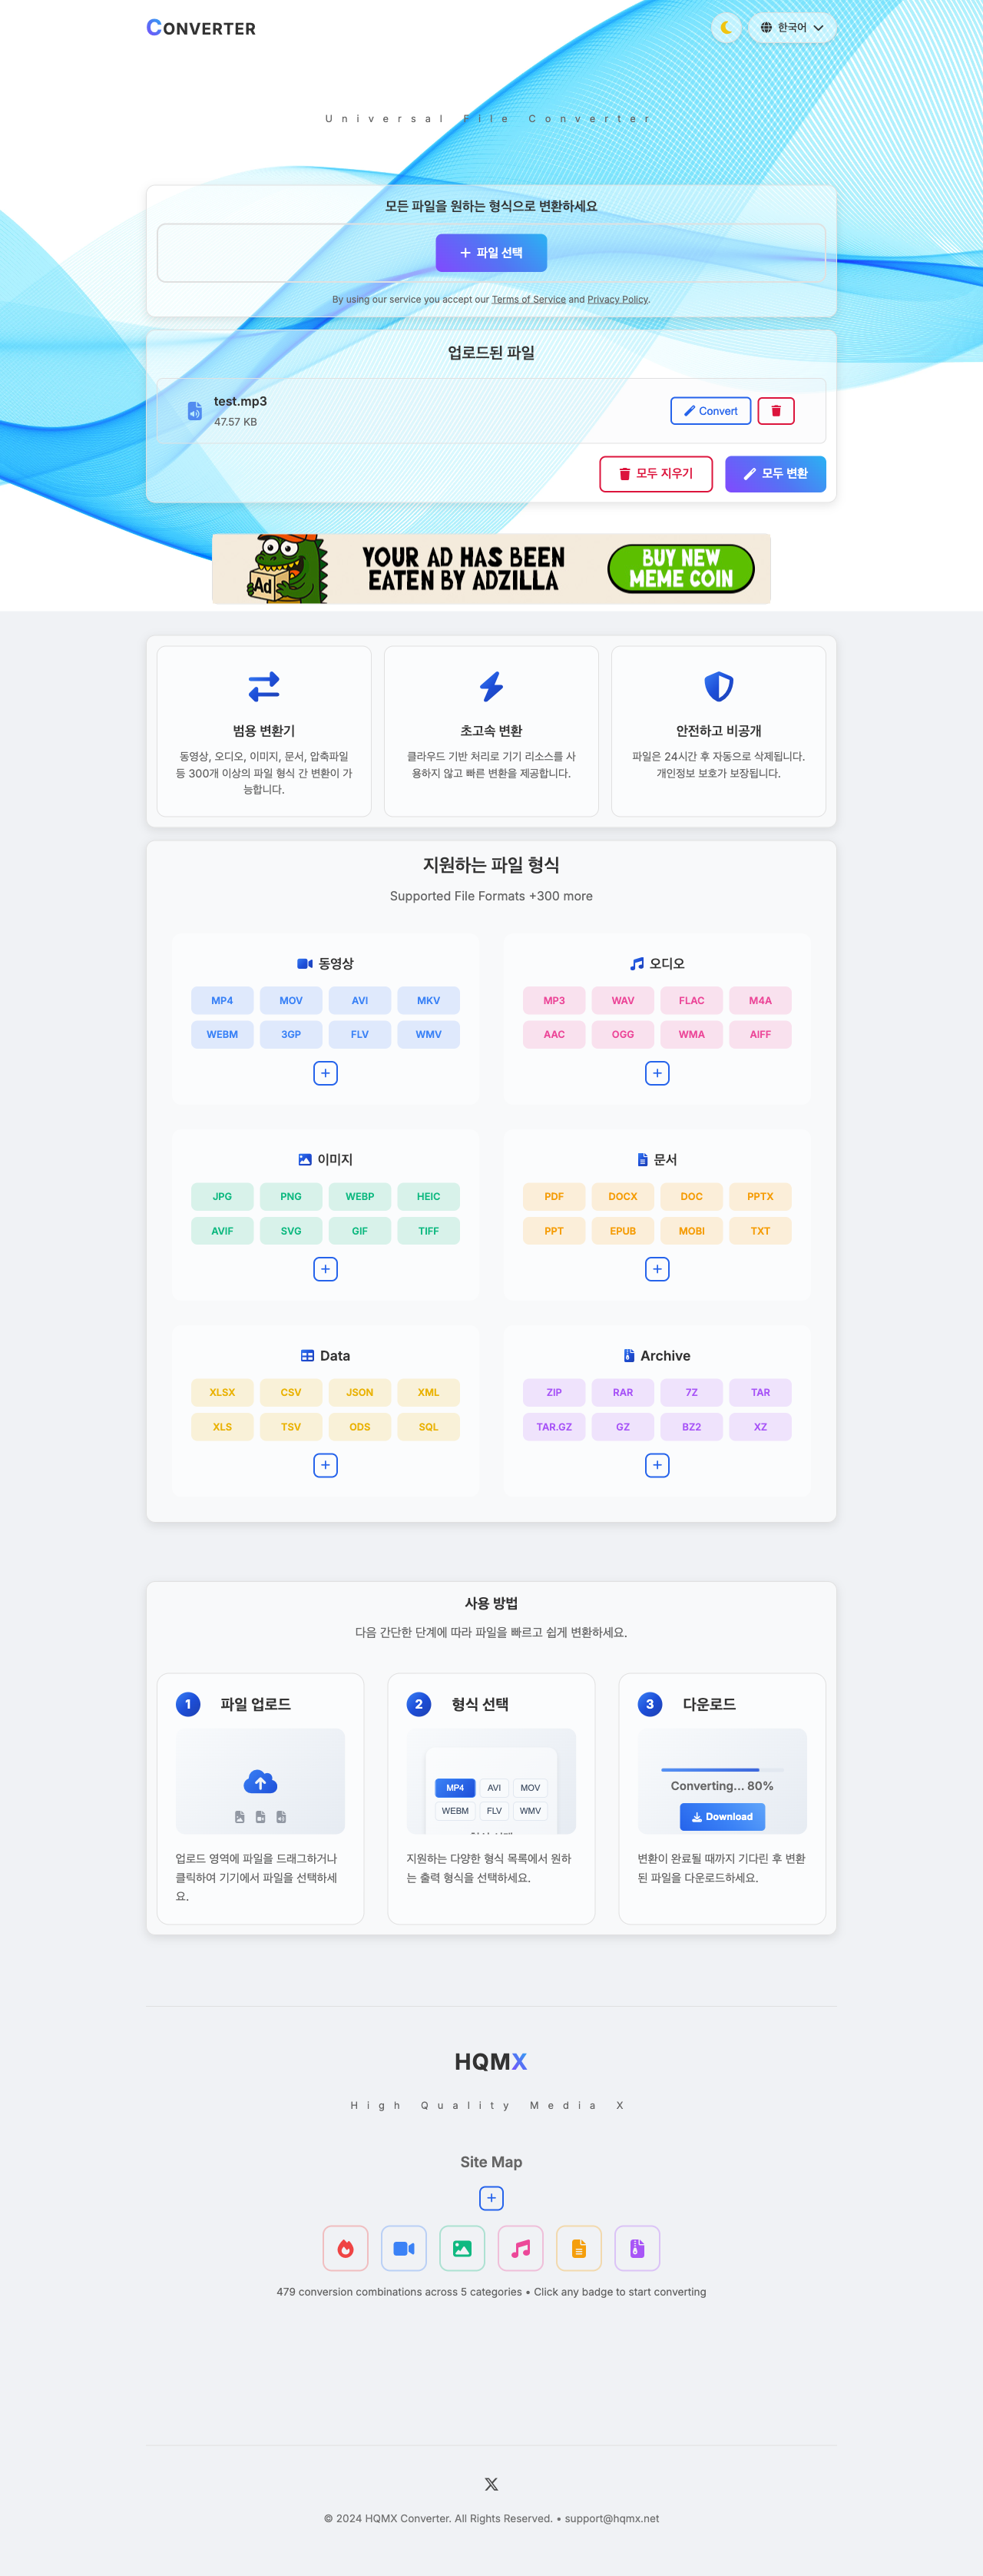 CONVERTER
한국어
Universal File Converter
모든 파일을 원하는 형식으로 변환하세요
파일 선택
By using our service you accept our Terms of Service and Privacy Policy.
업로드된 파일
test.mp3
47.57 KB
Convert
모두 지우기
모두 변환
Ad
YOUR AD HAS BEEN
EATEN BY ADZILLA
BUY NEW
MEME COIN
범용 변환기
동영상, 오디오, 이미지, 문서, 압축파일
등 300개 이상의 파일 형식 간 변환이 가
능합니다.
초고속 변환
클라우드 기반 처리로 기기 리소스를 사
용하지 않고 빠른 변환을 제공합니다.
안전하고 비공개
파일은 24시간 후 자동으로 삭제됩니다.
개인정보 보호가 보장됩니다.
지원하는 파일 형식
Supported File Formats +300 more
동영상
MP4 MOV AVI MKV
WEBM 3GP FLV WMV
오디오
MP3 WAV FLAC M4A
AAC OGG WMA AIFF
이미지
JPG PNG WEBP HEIC
AVIF SVG GIF TIFF
문서
PDF DOCX DOC PPTX
PPT EPUB MOBI TXT
Data
XLSX CSV JSON XML
XLS TSV ODS SQL
Archive
ZIP RAR 7Z TAR
TAR.GZ GZ BZ2 XZ
사용 방법
다음 간단한 단계에 따라 파일을 빠르고 쉽게 변환하세요.
1 파일 업로드
업로드 영역에 파일을 드래그하거나
클릭하여 기기에서 파일을 선택하세
요.
2 형식 선택
MP4 AVI MOV
WEBM FLV WMV
지원하는 다양한 형식 목록에서 원하
는 출력 형식을 선택하세요.
3 다운로드
Converting... 80%
Download
변환이 완료될 때까지 기다린 후 변환
된 파일을 다운로드하세요.
HQMX
High Quality Media X
Site Map
479 conversion combinations across 5 categories • Click any badge to start converting
© 2024 HQMX Converter. All Rights Reserved. • support@hqmx.net